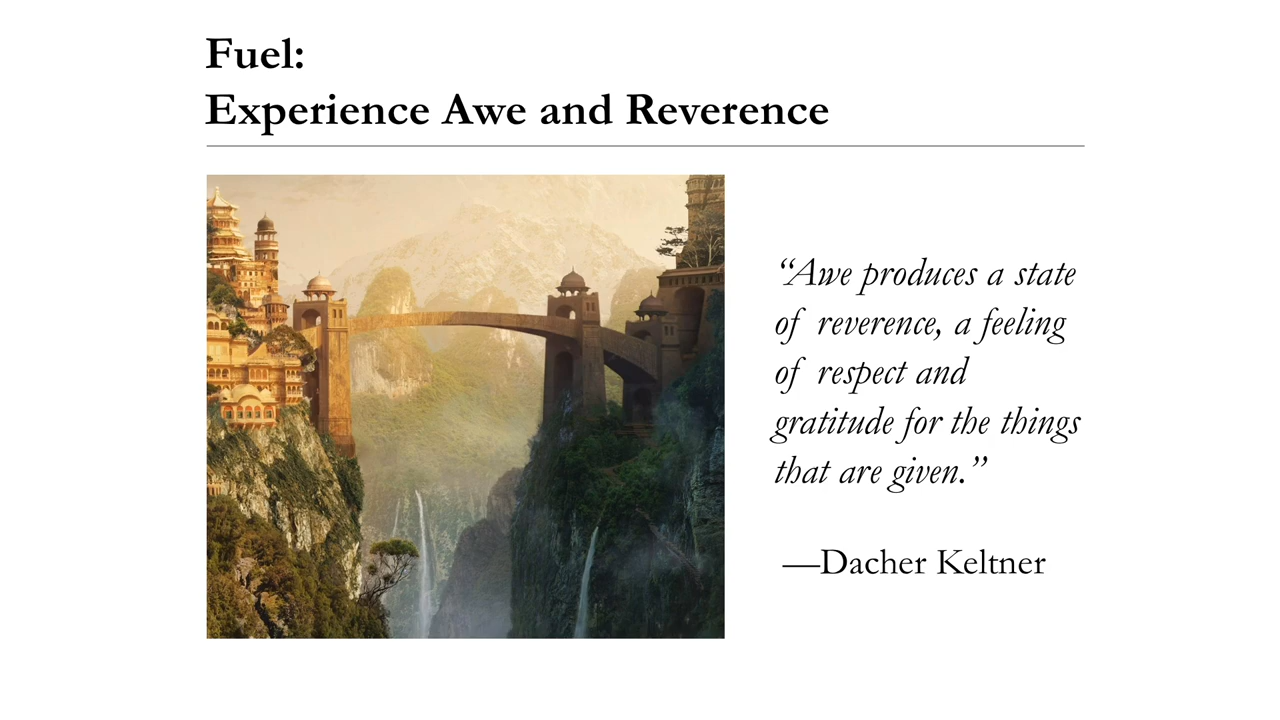 Fuel:
Experience Awe and Reverence
“Awe produces a state
of reverence, a feeling
of respect and
gratitude for the things
that are given.”
—Dacher Keltner